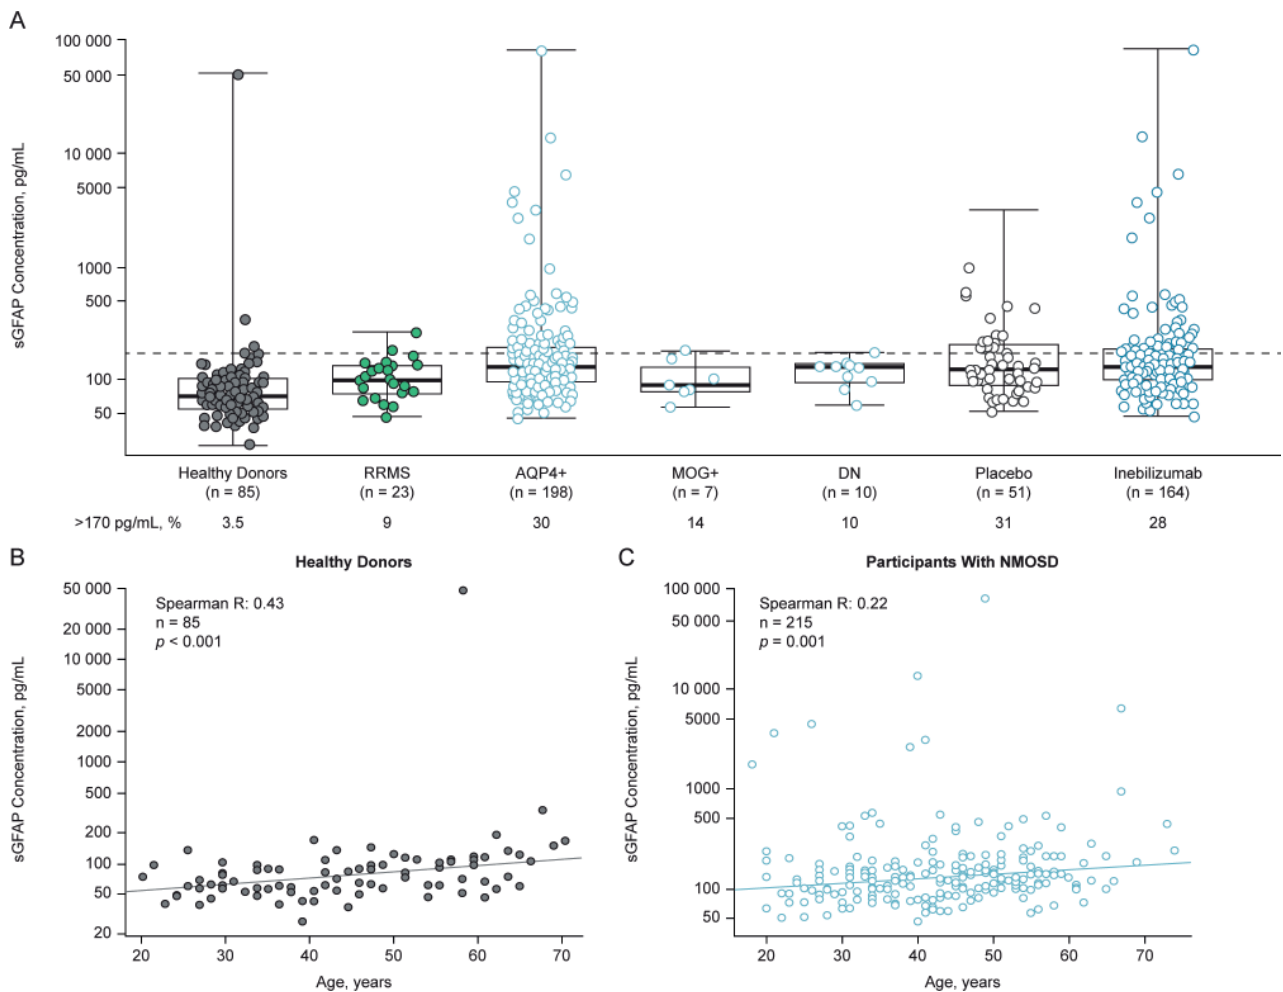 A
100 000
50 000
10 000
5000
1000
500
100
50
sGFAP Concentration, pg/mL
Healthy Donors RRMS AQP4+ MOG+ DN Placebo Inebilizumab
(n = 85) (n = 23) (n = 198) (n = 7) (n = 10) (n = 51) (n = 164)
>170 pg/mL, % 3.5 9 30 14 10 31 28
B
Healthy Donors
50 000
20 000
10 000
5000
2000
1000
500
200
100
50
20
sGFAP Concentration, pg/mL
Spearman R: 0.43
n = 85
p < 0.001
20 30 40 50 60 70
Age, years
C
Participants With NMOSD
100 000
50 000
10 000
5000
1000
500
100
50
sGFAP Concentration, pg/mL
Spearman R: 0.22
n = 215
p = 0.001
20 30 40 50 60 70
Age, years